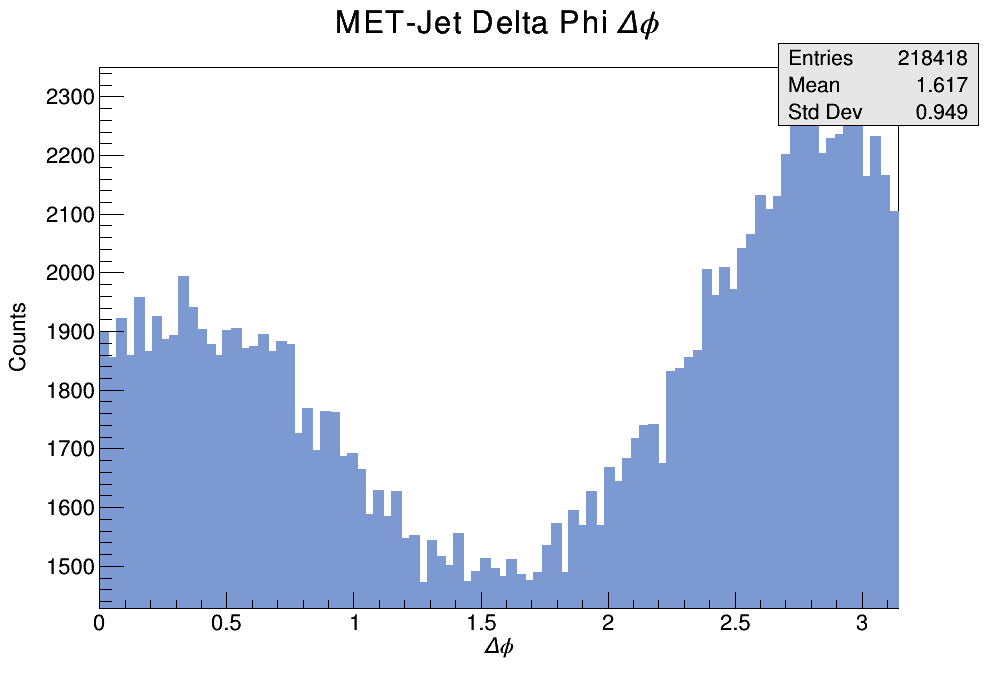 MET-Jet Delta Phi Δϕ
Entries 218418
Mean 1.617
Std Dev 0.949
2300
2200
2100
2000
1900
1800
1700
1600
1500
Counts
0 0.5 1 1.5 2 2.5 3
Δϕ